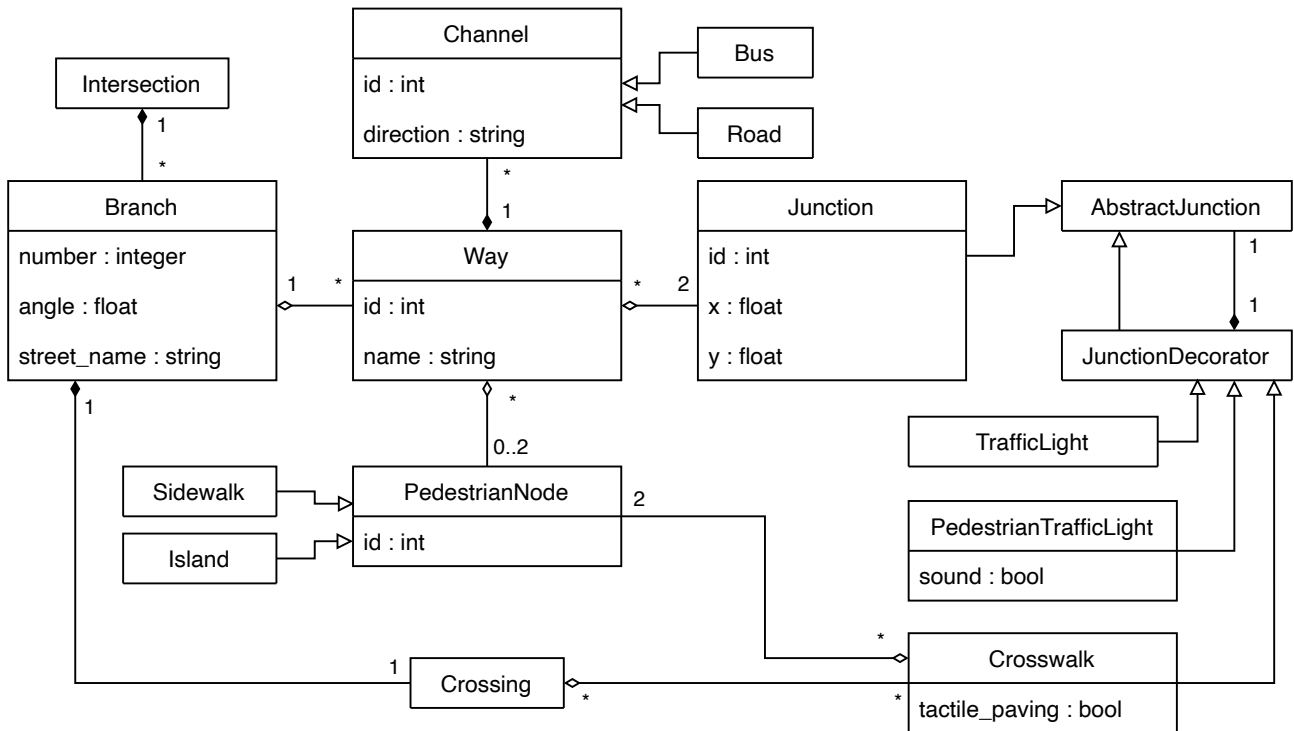 Channel
id : int
direction : string
Bus
Road
Intersection
1
*
Branch
number : integer
angle : float
street_name : string
1
*
*
1
Way
id : int
name : string
*
2
Junction
id : int
x : float
y : float
AbstractJunction
1
1
JunctionDecorator
1
*
0..2
TrafficLight
Sidewalk
Island
PedestrianNode
id : int
2
PedestrianTrafficLight
sound : bool
1
Crossing
*
*
*
Crosswalk
tactile_paving : bool